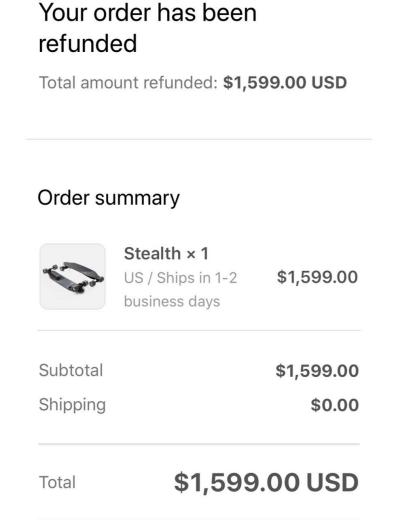 Your order has been
refunded
Total amount refunded: $1,599.00 USD
Order summary
Stealth × 1
US / Ships in 1-2
business days
$1,599.00
Subtotal $1,599.00
Shipping $0.00
Total $1,599.00 USD